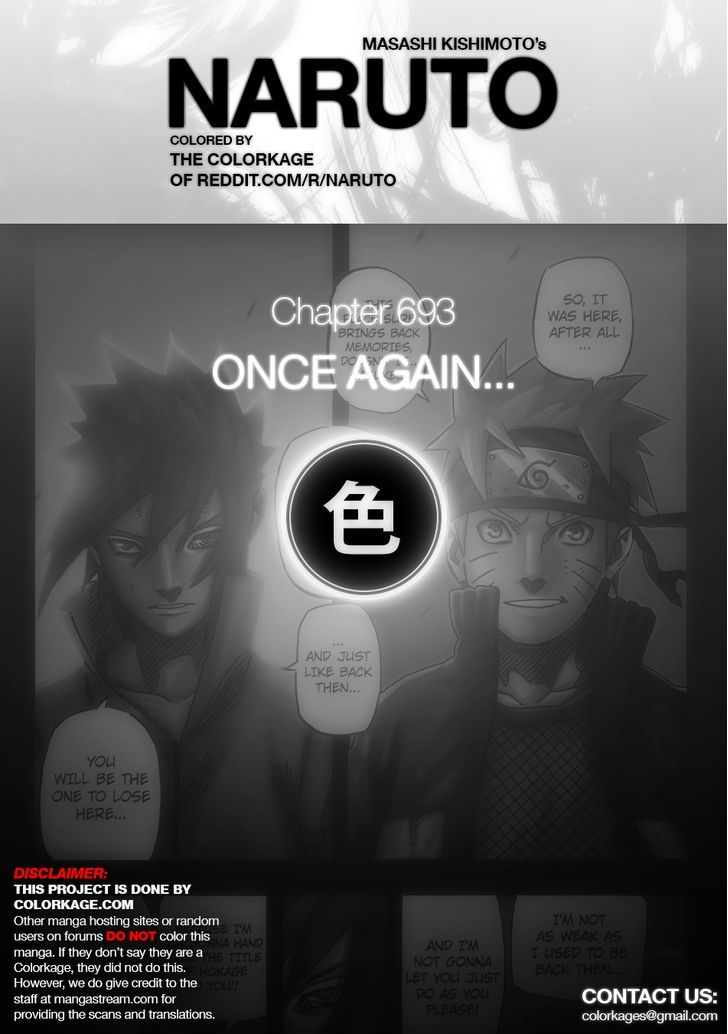 MASASHI KISHIMOTO's
NARUTO
COLORED BY
THE COLORKAGE
OF REDDIT.COM/R/NARUTO
Chapter 693
ONCE AGAIN...
色
THIS
BRINGS BACK
MEMORIES,
SO, IT
WAS HERE,
AFTER ALL
...
...
AND JUST
LIKE BACK
THEN...
YOU
WILL BE THE
ONE TO LOSE
HERE...
I'M
HAND
TITLE
HOKAGE
YOU!!
AND I'M
NOT GONNA
LET YOU JUST
DO AS YOU
PLEASE!
I'M NOT
AS WEAK AS
I USED TO BE
BACK THEN...
DISCLAIMER:
THIS PROJECT IS DONE BY
COLORKAGE.COM
Other manga hosting sites or random
users on forums DO NOT color this
manga. If they don't say they are a
Colorkage, they did not do this.
However, we do give credit to the
staff at mangastream.com for
providing the scans and translations.
CONTACT US:
colorkages@gmail.com